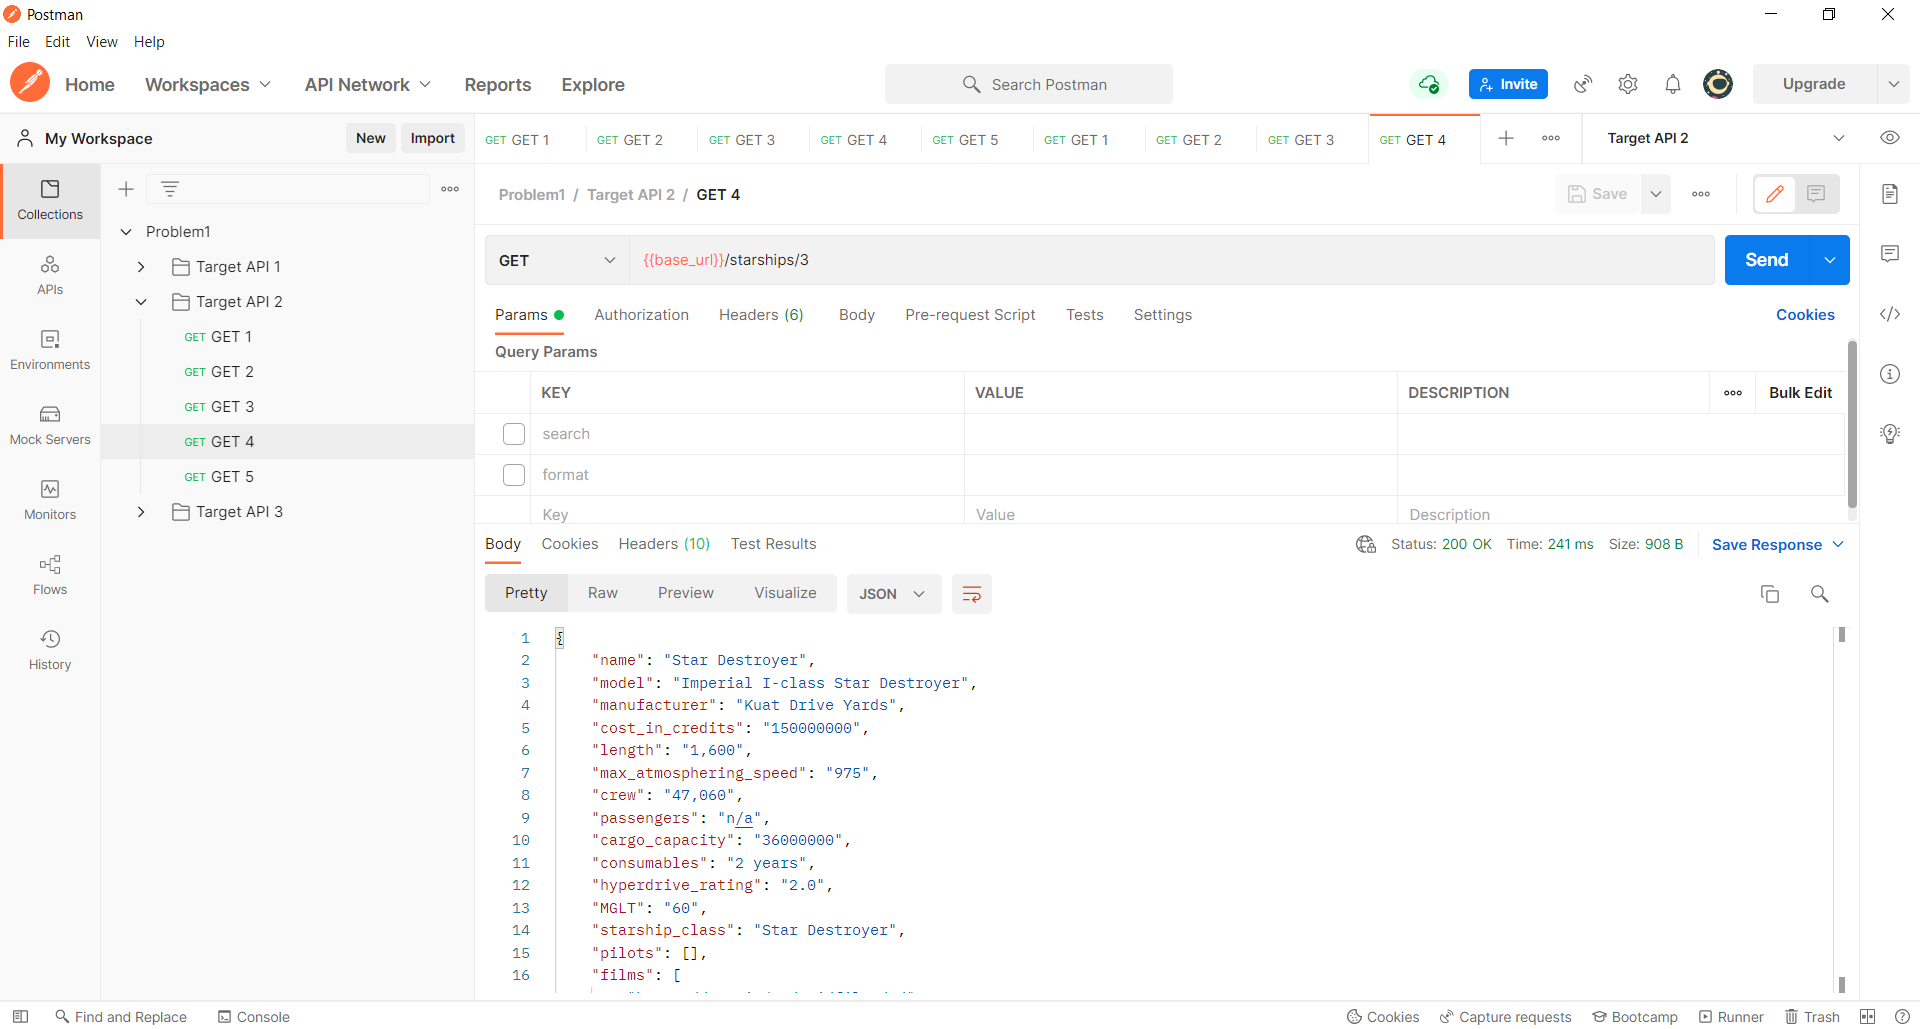 Postman
File Edit View Help
Home Workspaces API Network Reports Explore Search Postman Invite Upgrade
My Workspace New Import GET GET 1 GET GET 2 GET GET 3 GET GET 4 GET GET 5 GET GET 1 GET GET 2 GET GET 3 GET GET 4 Target API 2
Collections
APIs
Environments
Mock Servers
Monitors
Flows
History
Problem1
Target API 1
Target API 2
GET GET 1
GET GET 2
GET GET 3
GET GET 4
GET GET 5
Target API 3
Problem1 / Target API 2 / GET 4 Save
GET {{base_url}}/starships/3 Send
Params Authorization Headers (6) Body Pre-request Script Tests Settings Cookies
Query Params
KEY VALUE DESCRIPTION Bulk Edit
search
format
Key Value Description
Body Cookies Headers (10) Test Results Status: 200 OK Time: 241 ms Size: 908 B Save Response
Pretty Raw Preview Visualize JSON
1 {
2 "name": "Star Destroyer",
3 "model": "Imperial I-class Star Destroyer",
4 "manufacturer": "Kuat Drive Yards",
5 "cost_in_credits": "150000000",
6 "length": "1,600",
7 "max_atmosphering_speed": "975",
8 "crew": "47,060",
9 "passengers": "n/a",
10 "cargo_capacity": "36000000",
11 "consumables": "2 years",
12 "hyperdrive_rating": "2.0",
13 "MGLT": "60",
14 "starship_class": "Star Destroyer",
15 "pilots": [],
16 "films": [
Find and Replace Console Cookies Capture requests Bootcamp Runner Trash